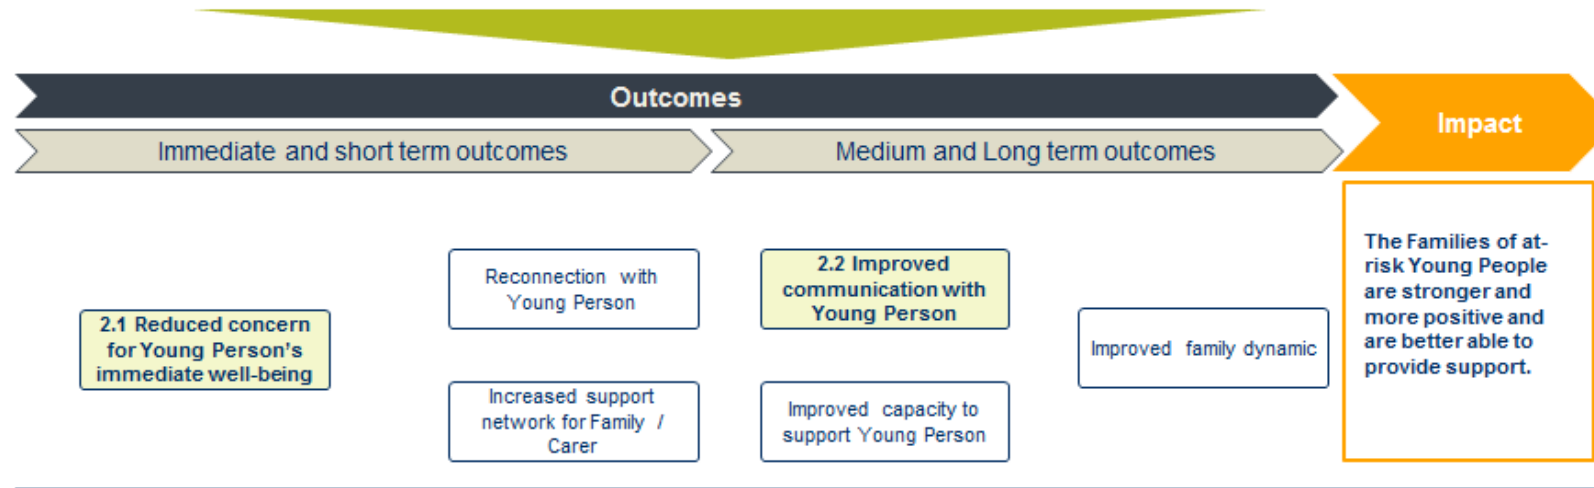 Outcomes
Impact
Immediate and short term outcomes
Medium and Long term outcomes
2.1 Reduced concern
for Young Person's
immediate well-being
Reconnection with
Young Person
Increased support
network for Family /
Carer
2.2 Improved
communication with
Young Person
Improved capacity to
support Young Person
Improved family dynamic
The Families of at-
risk Young People
are stronger and
more positive and
are better able to
provide support.